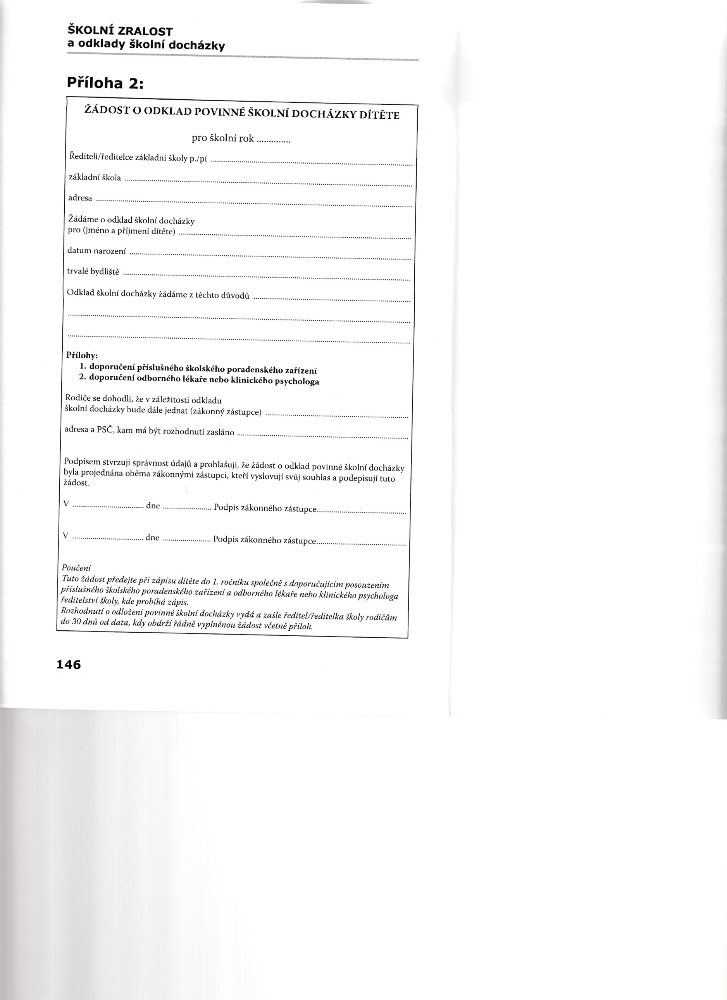 ŠKOLNÍ ZRALOST
a odklady školní docházky
Příloha 2:
ŽÁDOST O ODKLAD POVINNÉ ŠKOLNÍ DOCHÁZKY DÍTĚTE
pro školní rok ..............
Řediteli/ředitelce základní školy p./pí ..............................
základní škola ..............................
adresa ..............................
Žádáme o odklad školní docházky
pro (jméno a příjmení dítěte) ..............................
datum narození ..............................
trvalé bydliště ..............................
Odklad školní docházky žádáme z těchto důvodů ..............................
..............................
..............................
Přílohy:
1. doporučení příslušného školského poradenského zařízení
2. doporučení odborného lékaře nebo klinického psychologa
Rodiče se dohodli, že v záležitosti odkladu
školní docházky bude dále jednat (zákonný zástupce) ..............................
adresa a PSČ, kam má být rozhodnutí zasláno ..............................
Podpisem stvrzuji správnost údajů a prohlašuji, že žádost o odklad povinné školní docházky
byla projednána oběma zákonnými zástupci, kteří vyslovují svůj souhlas a podepisují tuto
žádost.
V .............................. dne .................... Podpis zákonného zástupce..............................
V .............................. dne .................... Podpis zákonného zástupce..............................
Poučení
Tuto žádost předejte při zápisu dítěte do 1. ročníku společně s doporučujícím posouzením
příslušného školského poradenského zařízení a odborného lékaře nebo klinického psychologa
ředitelství školy, kde probíhá zápis.
Rozhodnutí o odložení povinné školní docházky vydá a zašle ředitel/ředitelka školy rodičům
do 30 dnů od data, kdy obdrží řádně vyplněnou žádost včetně příloh.
146